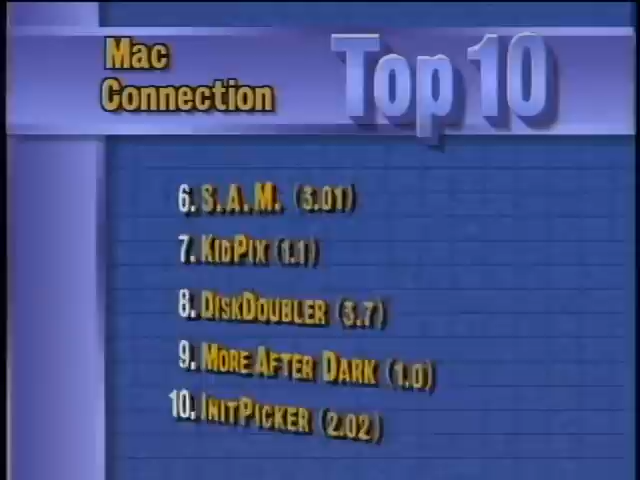 Mac
Connection
Top 10
6. S.A.M. (3.01)
7. KIDPIX (1.1)
8. DISKDOUBLER (3.7)
9. MORE AFTER DARK (1.0)
10. INITPICKER (2.02)